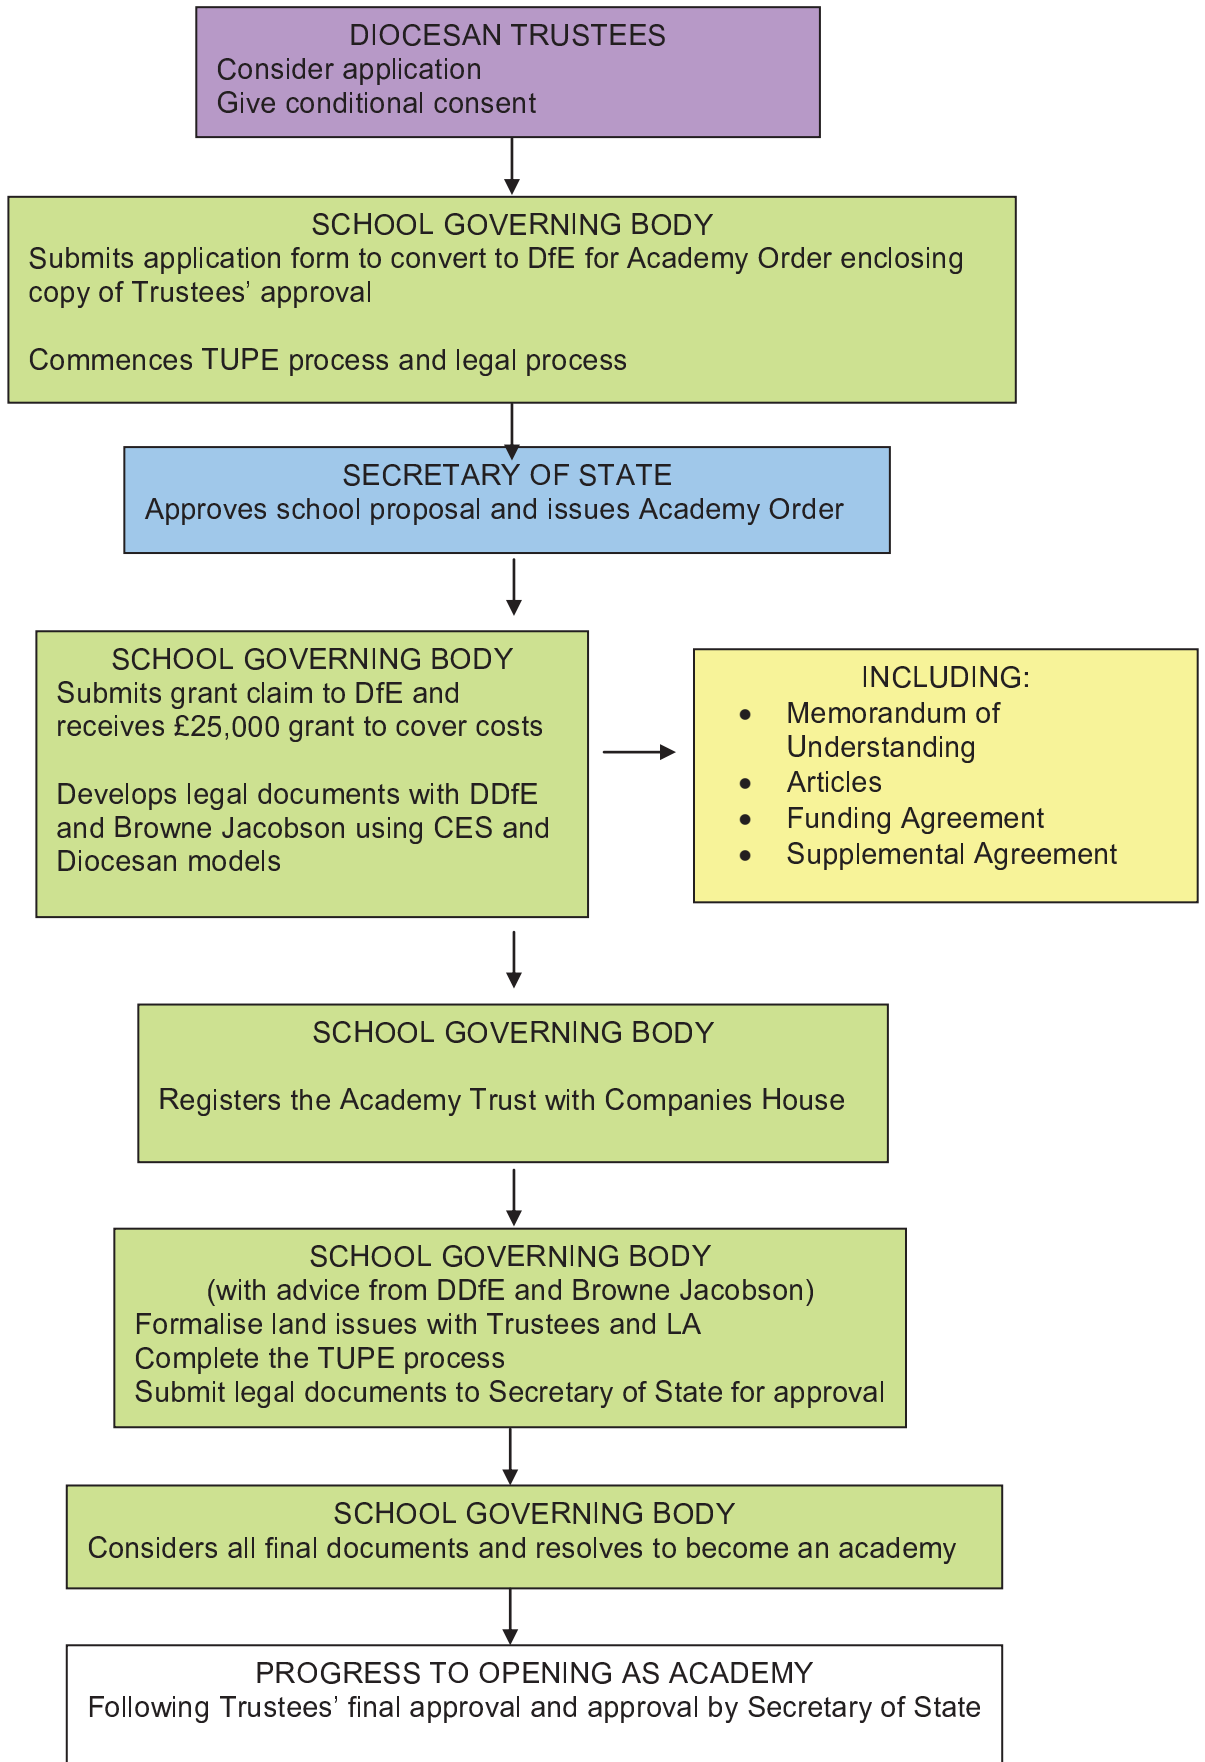 DIOCESAN TRUSTEES
Consider application
Give conditional consent
SCHOOL GOVERNING BODY
Submits application form to convert to DfE for Academy Order enclosing
copy of Trustees’ approval
Commences TUPE process and legal process
SECRETARY OF STATE
Approves school proposal and issues Academy Order
SCHOOL GOVERNING BODY
Submits grant claim to DfE and
receives £25,000 grant to cover costs
Develops legal documents with DDfE
and Browne Jacobson using CES and
Diocesan models
INCLUDING:
• Memorandum of
Understanding
• Articles
• Funding Agreement
• Supplemental Agreement
SCHOOL GOVERNING BODY
Registers the Academy Trust with Companies House
SCHOOL GOVERNING BODY
(with advice from DDfE and Browne Jacobson)
Formalise land issues with Trustees and LA
Complete the TUPE process
Submit legal documents to Secretary of State for approval
SCHOOL GOVERNING BODY
Considers all final documents and resolves to become an academy
PROGRESS TO OPENING AS ACADEMY
Following Trustees’ final approval and approval by Secretary of State